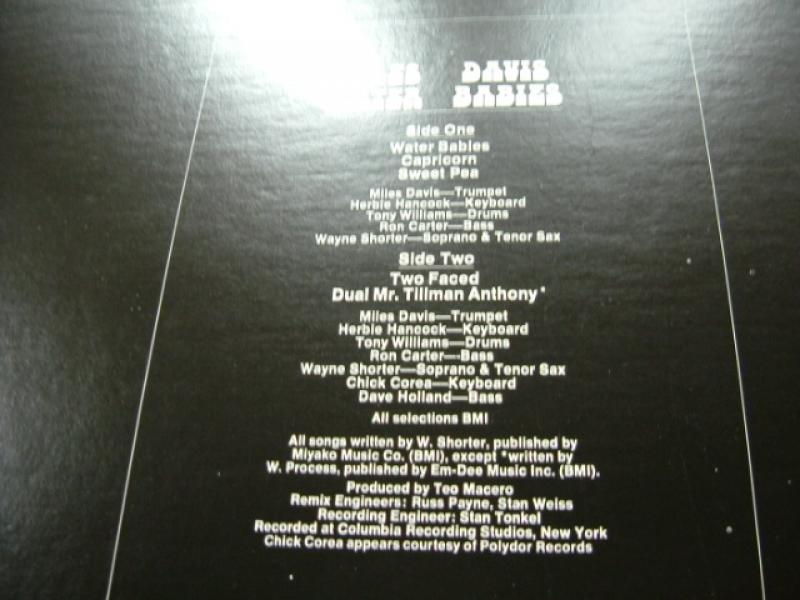 DAVIS
BABIES
Side One
Water Babies
Capricorn
Sweet Pea
Miles Davis—Trumpet
Herbie Hancock—Keyboard
Tony Williams—Drums
Ron Carter—Bass
Wayne Shorter—Soprano & Tenor Sax
Side Two
Two Faced
Dual Mr. Tillman Anthony*
Miles Davis—Trumpet
Herbie Hancock—Keyboard
Tony Williams—Drums
Ron Carter—Bass
Wayne Shorter—Soprano & Tenor Sax
Chick Corea—Keyboard
Dave Holland—Bass
All selections BMI
All songs written by W. Shorter, published by
Miyako Music Co. (BMI), except *written by
W. Process, published by Em-Dee Music Inc. (BMI).
Produced by Teo Macero
Remix Engineers: Russ Payne, Stan Weiss
Recording Engineer: Stan Tonkel
Recorded at Columbia Recording Studios, New York
Chick Corea appears courtesy of Polydor Records